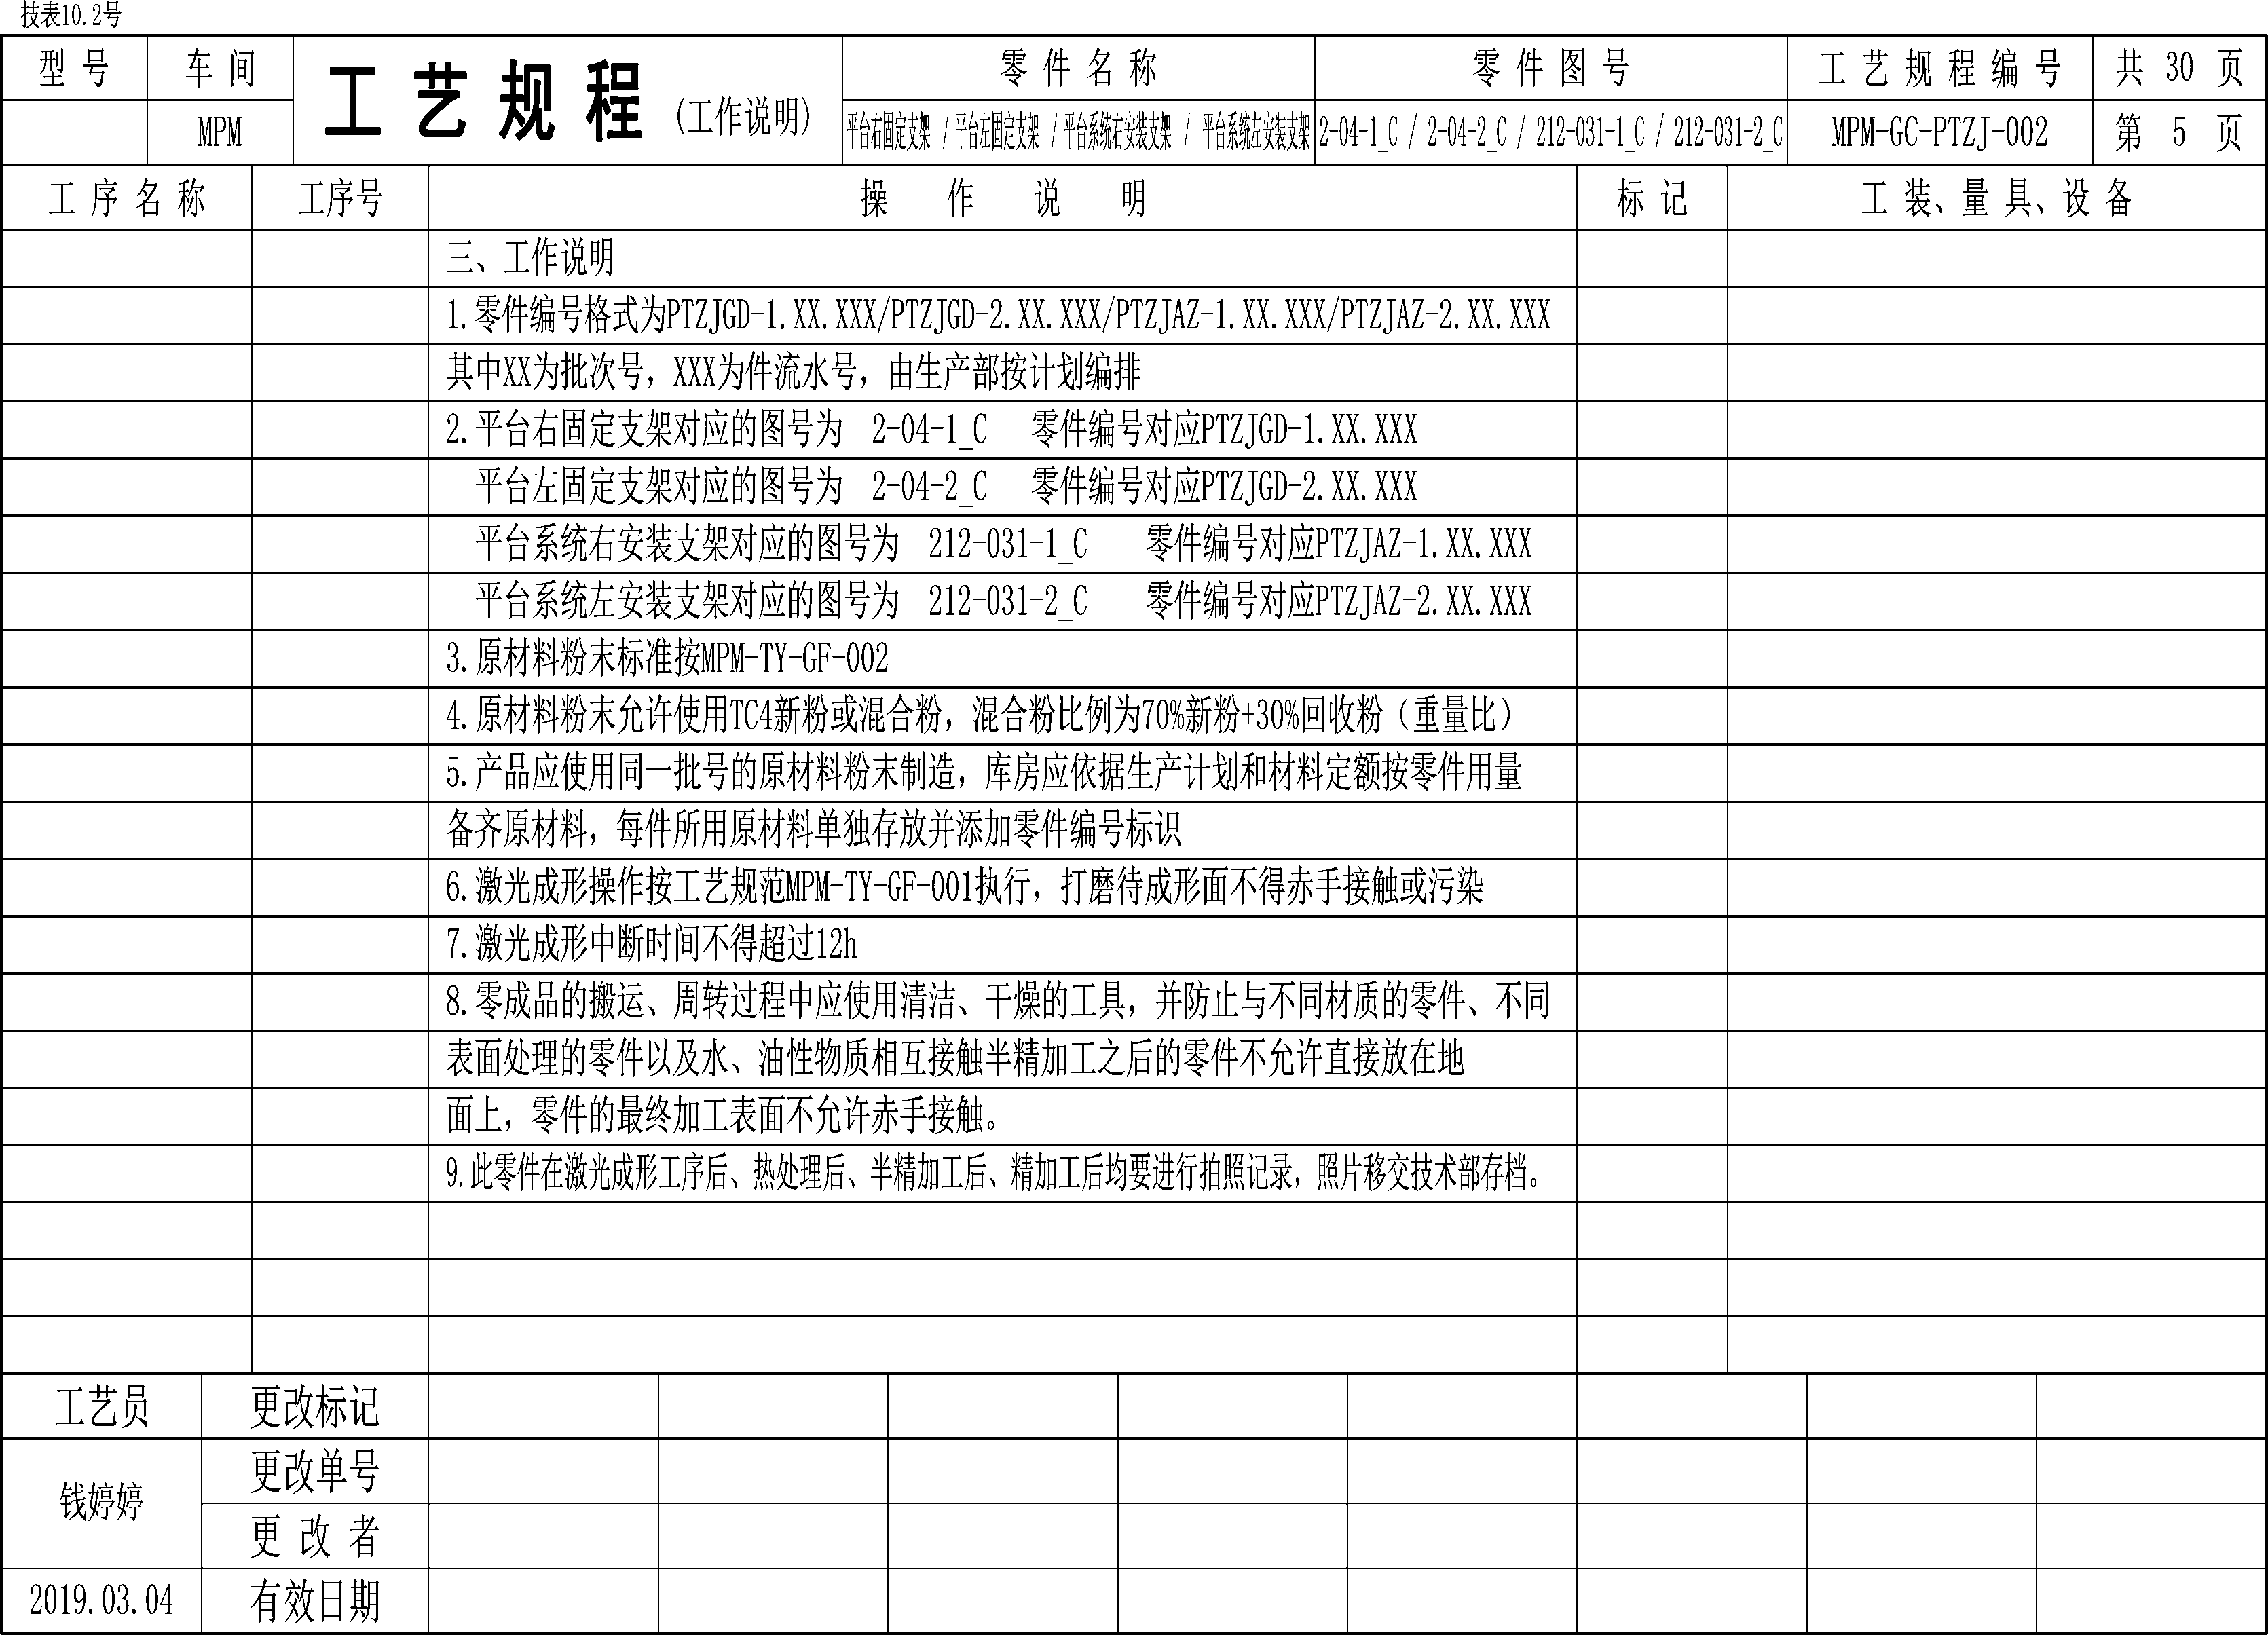 技表10.2号
型 号 车 间 工 艺 规 程 (工作说明) 零 件 名 称 零 件 图 号 工 艺 规 程 编 号 共 30 页
MPM 平台右固定支架 / 平台左固定支架 / 平台系统右安装支架 / 平台系统左安装支架 2-04-1_C / 2-04-2_C / 212-031-1_C / 212-031-2_C MPM-GC-PTZJ-002 第 5 页
工 序 名 称 工序号 操 作 说 明 标 记 工 装、量 具、设 备
三、工作说明
1.零件编号格式为PTZJGD-1.XX.XXX/PTZJGD-2.XX.XXX/PTZJAZ-1.XX.XXX/PTZJAZ-2.XX.XXX
其中XX为批次号，XXX为件流水号，由生产部按计划编排
2.平台右固定支架对应的图号为 2-04-1_C 零件编号对应PTZJGD-1.XX.XXX
平台左固定支架对应的图号为 2-04-2_C 零件编号对应PTZJGD-2.XX.XXX
平台系统右安装支架对应的图号为 212-031-1_C 零件编号对应PTZJAZ-1.XX.XXX
平台系统左安装支架对应的图号为 212-031-2_C 零件编号对应PTZJAZ-2.XX.XXX
3.原材料粉末标准按MPM-TY-GF-002
4.原材料粉末允许使用TC4新粉或混合粉，混合粉比例为70%新粉+30%回收粉（重量比）
5.产品应使用同一批号的原材料粉末制造，库房应依据生产计划和材料定额按零件用量
备齐原材料，每件所用原材料单独存放并添加零件编号标识
6.激光成形操作按工艺规范MPM-TY-GF-001执行，打磨待成形面不得赤手接触或污染
7.激光成形中断时间不得超过12h
8.零成品的搬运、周转过程中应使用清洁、干燥的工具，并防止与不同材质的零件、不同
表面处理的零件以及水、油性物质相互接触半精加工之后的零件不允许直接放在地
面上，零件的最终加工表面不允许赤手接触。
9.此零件在激光成形工序后、热处理后、半精加工后、精加工后均要进行拍照记录，照片移交技术部存档。
工艺员 更改标记
钱婷婷 更改单号
更 改 者
2019.03.04 有效日期